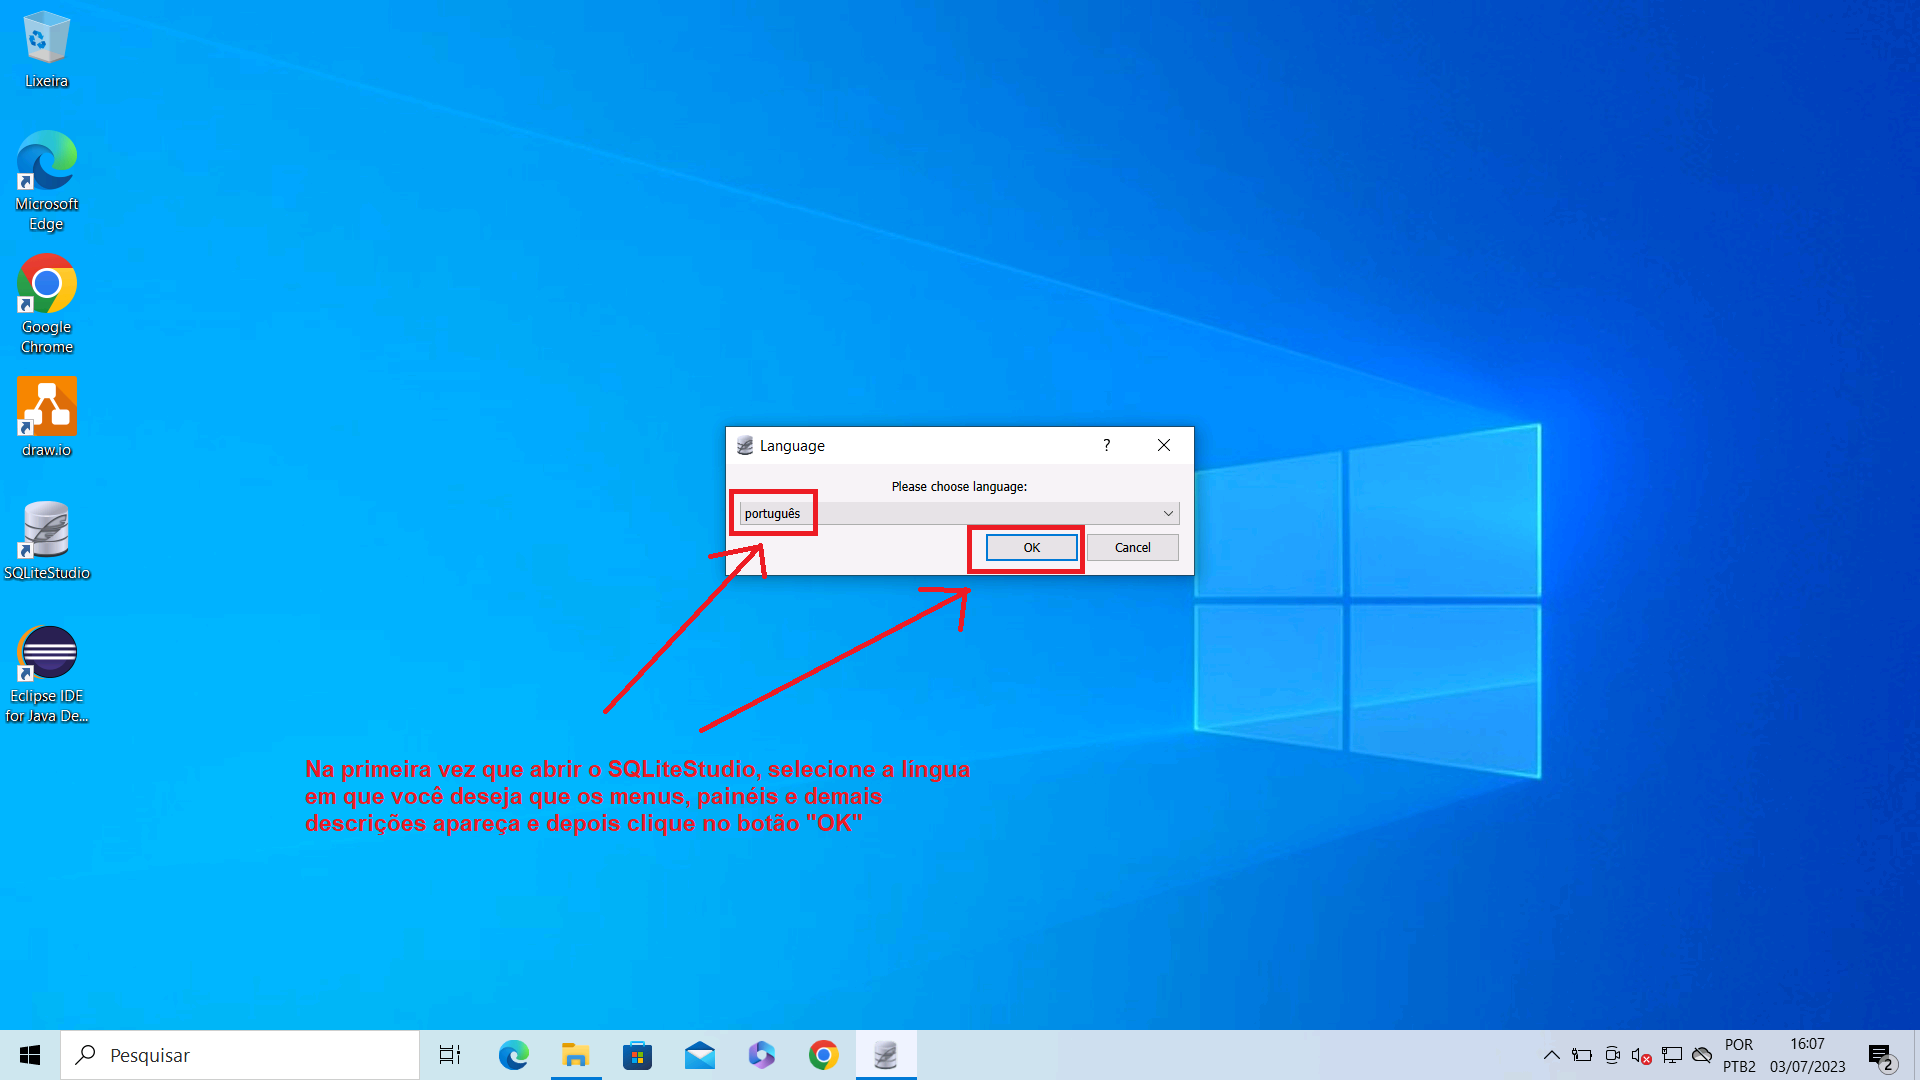 Lixeira
Microsoft
Edge
Google
Chrome
draw.io
SQLiteStudio
Eclipse IDE
for Java De...
Language
?
Please choose language:
português
OK
Cancel
Na primeira vez que abrir o SQLiteStudio, selecione a língua
em que você deseja que os menus, painéis e demais
descrições apareça e depois clique no botão "OK"
Pesquisar
POR
PTB2
16:07
03/07/2023
2